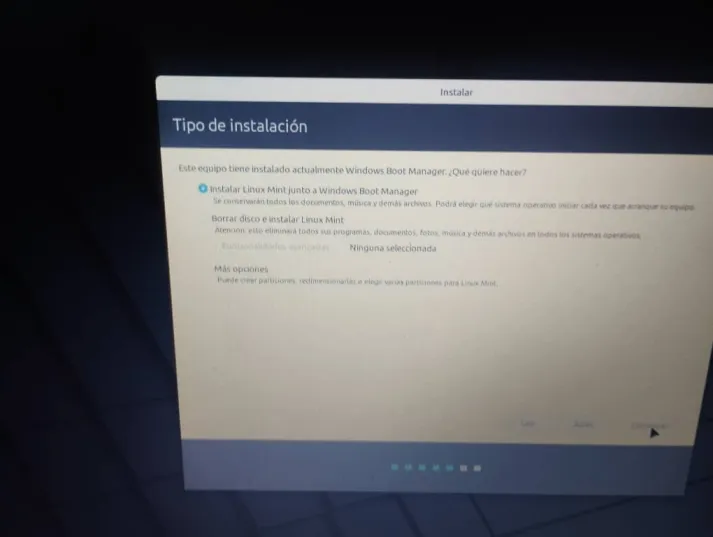 Instalar
Tipo de instalación
Este equipo tiene instalado actualmente Windows Boot Manager. ¿Qué quiere hacer?
Instalar Linux Mint junto a Windows Boot Manager
Se conservarán todos los documentos, música y demás archivos. Podrá elegir qué sistema operativo iniciar cada vez que arranque su equipo.
Borrar disco e instalar Linux Mint
Atención: esto eliminará todos sus programas, documentos, fotos, música y demás archivos en todos los sistemas operativos.
Ninguna seleccionada
Más opciones
Puede crear particiones, redimensionarlas o elegir varias particiones para Linux Mint.